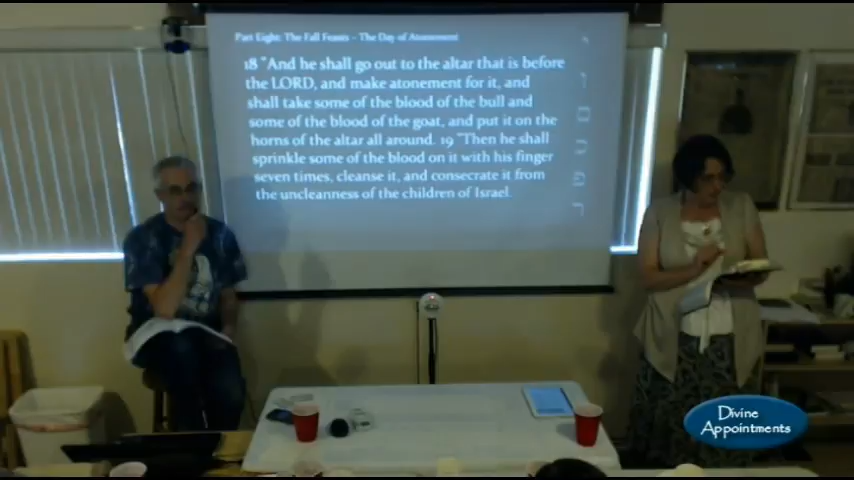 Part Eight: The Fall Feasts - The Day of Atonement
18 "And he shall go out to the altar that is before
the LORD, and make atonement for it, and
shall take some of the blood of the bull and
some of the blood of the goat, and put it on the
horns of the altar all around. 19 "Then he shall
sprinkle some of the blood on it with his finger
seven times, cleanse it, and consecrate it from
the uncleanness of the children of Israel.
Divine
Appointments